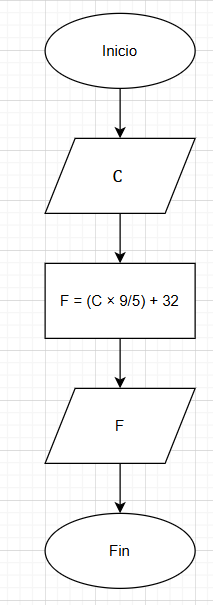 Inicio
C
F = (C × 9/5) + 32
F
Fin